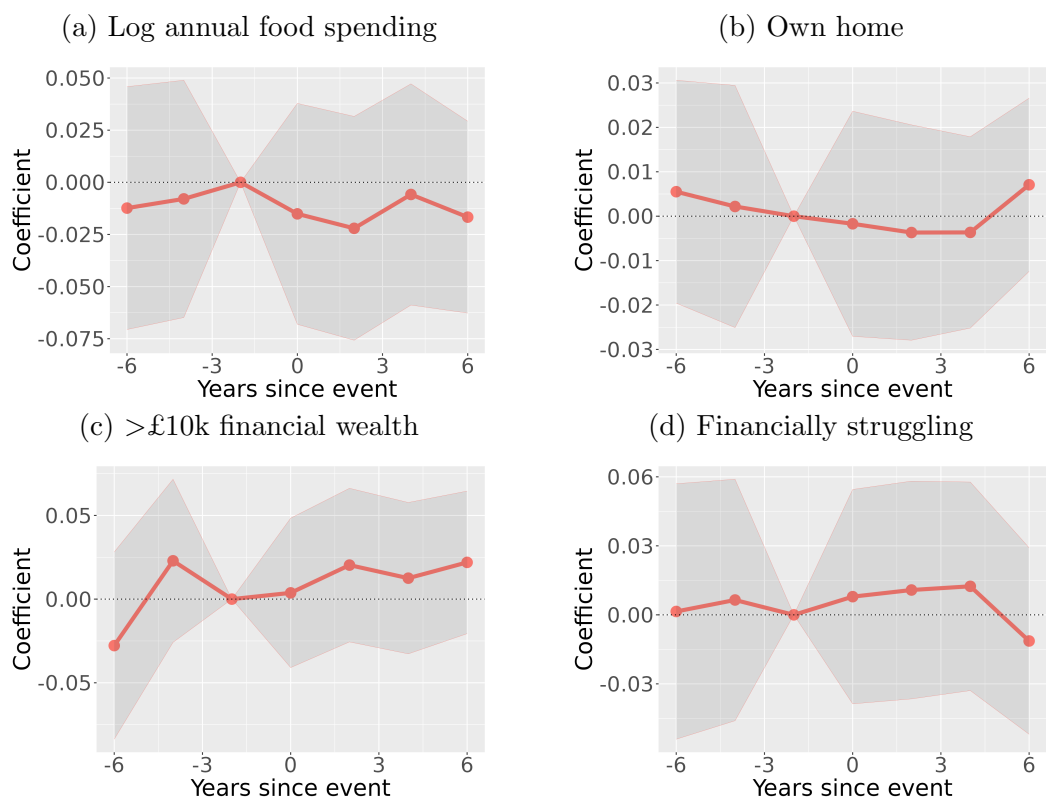 (a) Log annual food spending
0.050
0.025
0.000
-0.025
-0.050
-0.075
Coefficient
-6 -3 0 3 6
Years since event
(b) Own home
0.03
0.02
0.01
0.00
-0.01
-0.02
-0.03
Coefficient
-6 -3 0 3 6
Years since event
(c) >£10k financial wealth
0.05
0.00
-0.05
Coefficient
-6 -3 0 3 6
Years since event
(d) Financially struggling
0.06
0.03
0.00
-0.03
Coefficient
-6 -3 0 3 6
Years since event